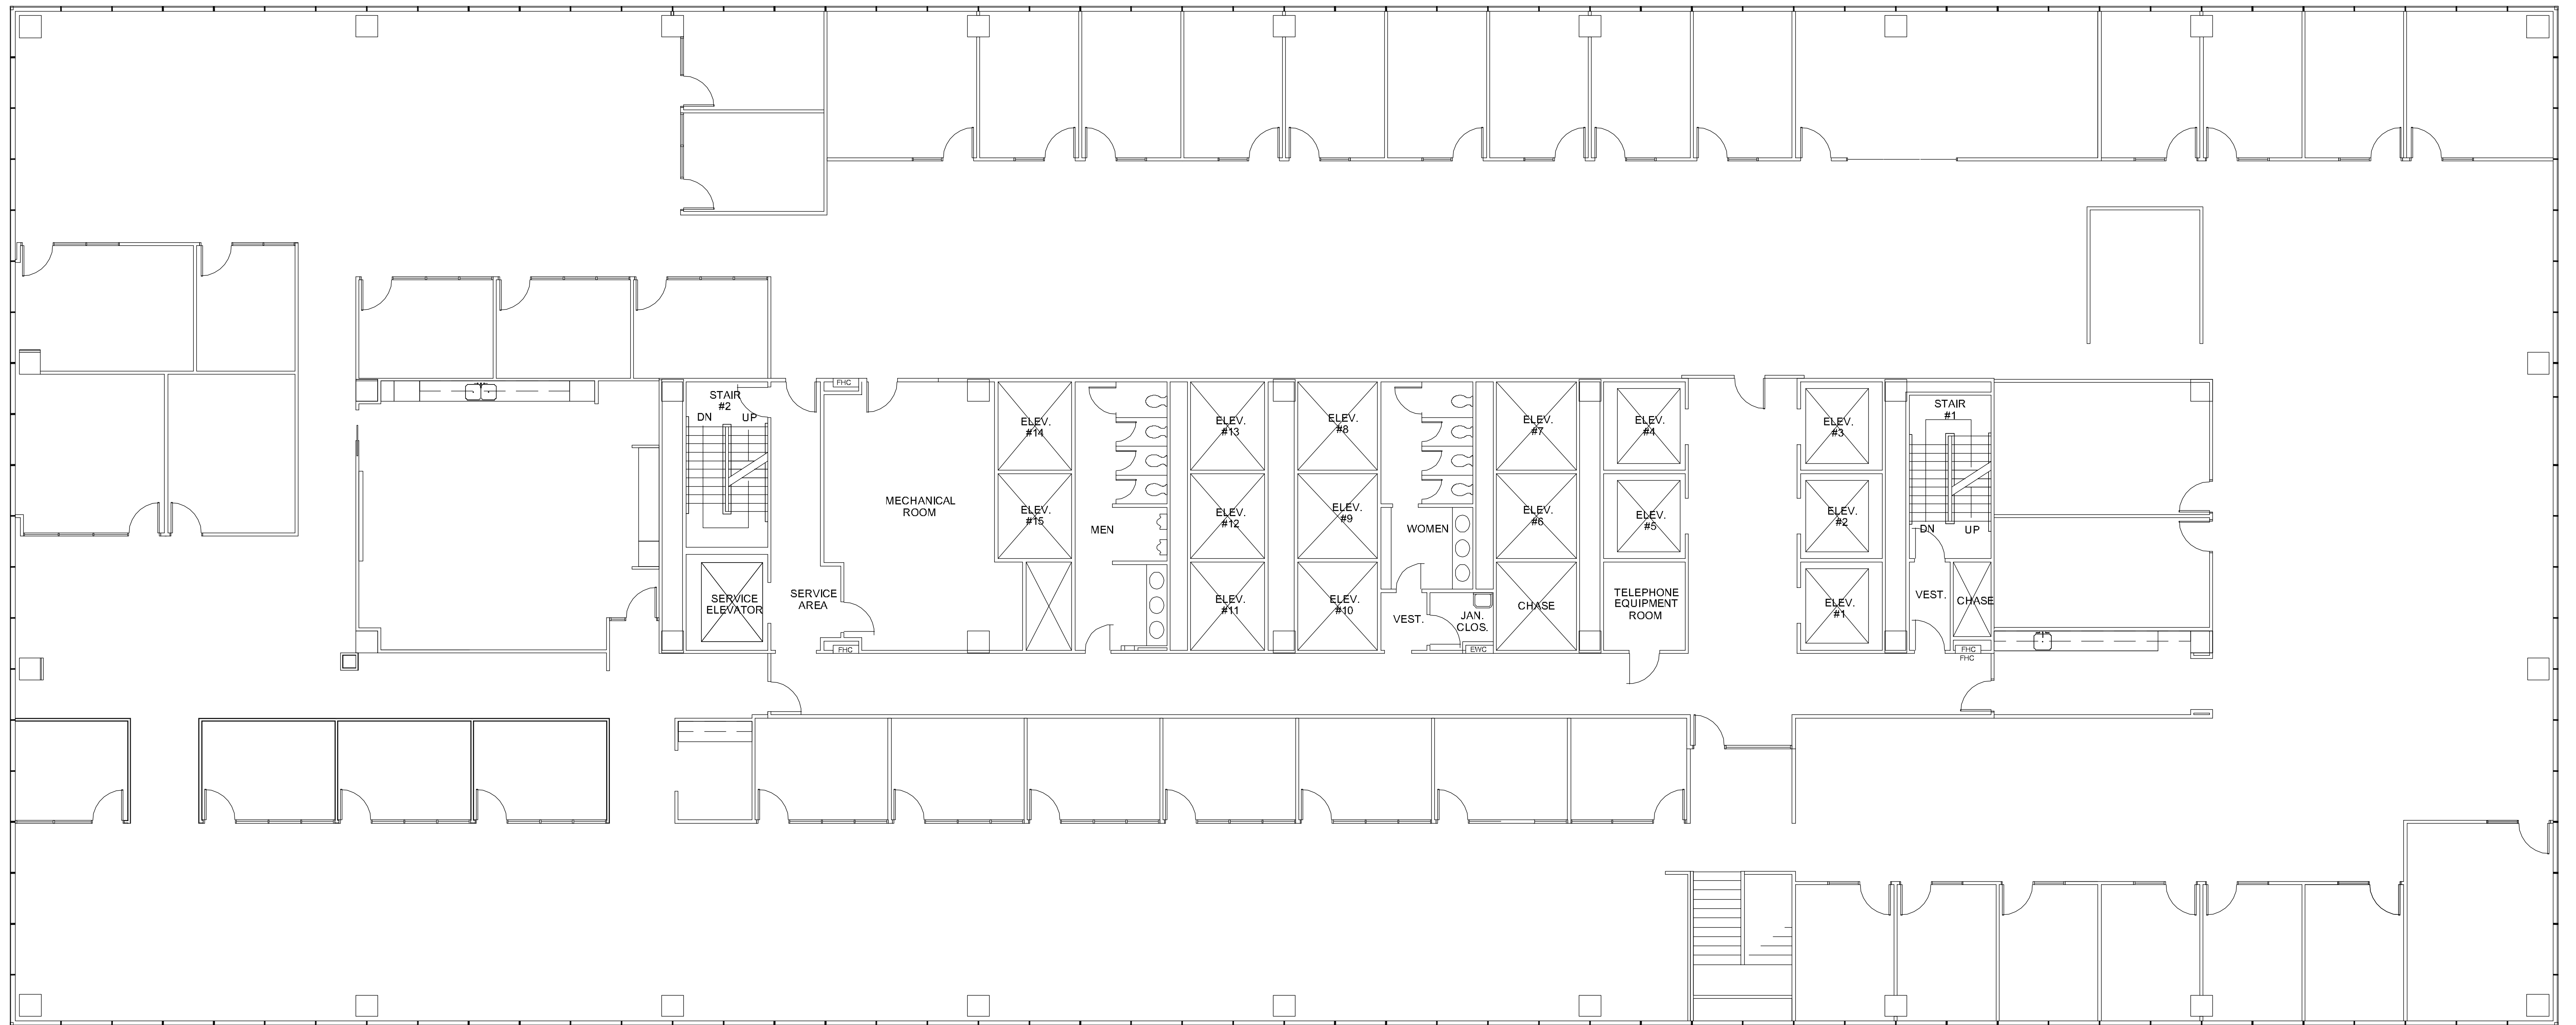 FHC
STAIR
#2
DN
UP
STAIR
#1
ELEV.
#14
ELEV.
#13
ELEV.
#8
ELEV.
#7
ELEV.
#4
ELEV.
#3
MECHANICAL
ROOM
ELEV.
#15
MEN
ELEV.
#12
ELEV.
#9
WOMEN
ELEV.
#6
ELEV.
#5
ELEV.
#2
DN
UP
SERVICE
ELEVATOR
SERVICE
AREA
ELEV.
#11
ELEV.
#10
VEST.
JAN.
CLOS.
CHASE
TELEPHONE
EQUIPMENT
ROOM
ELEV.
#1
VEST.
CHASE
FHC
EWC
FHC
FHC